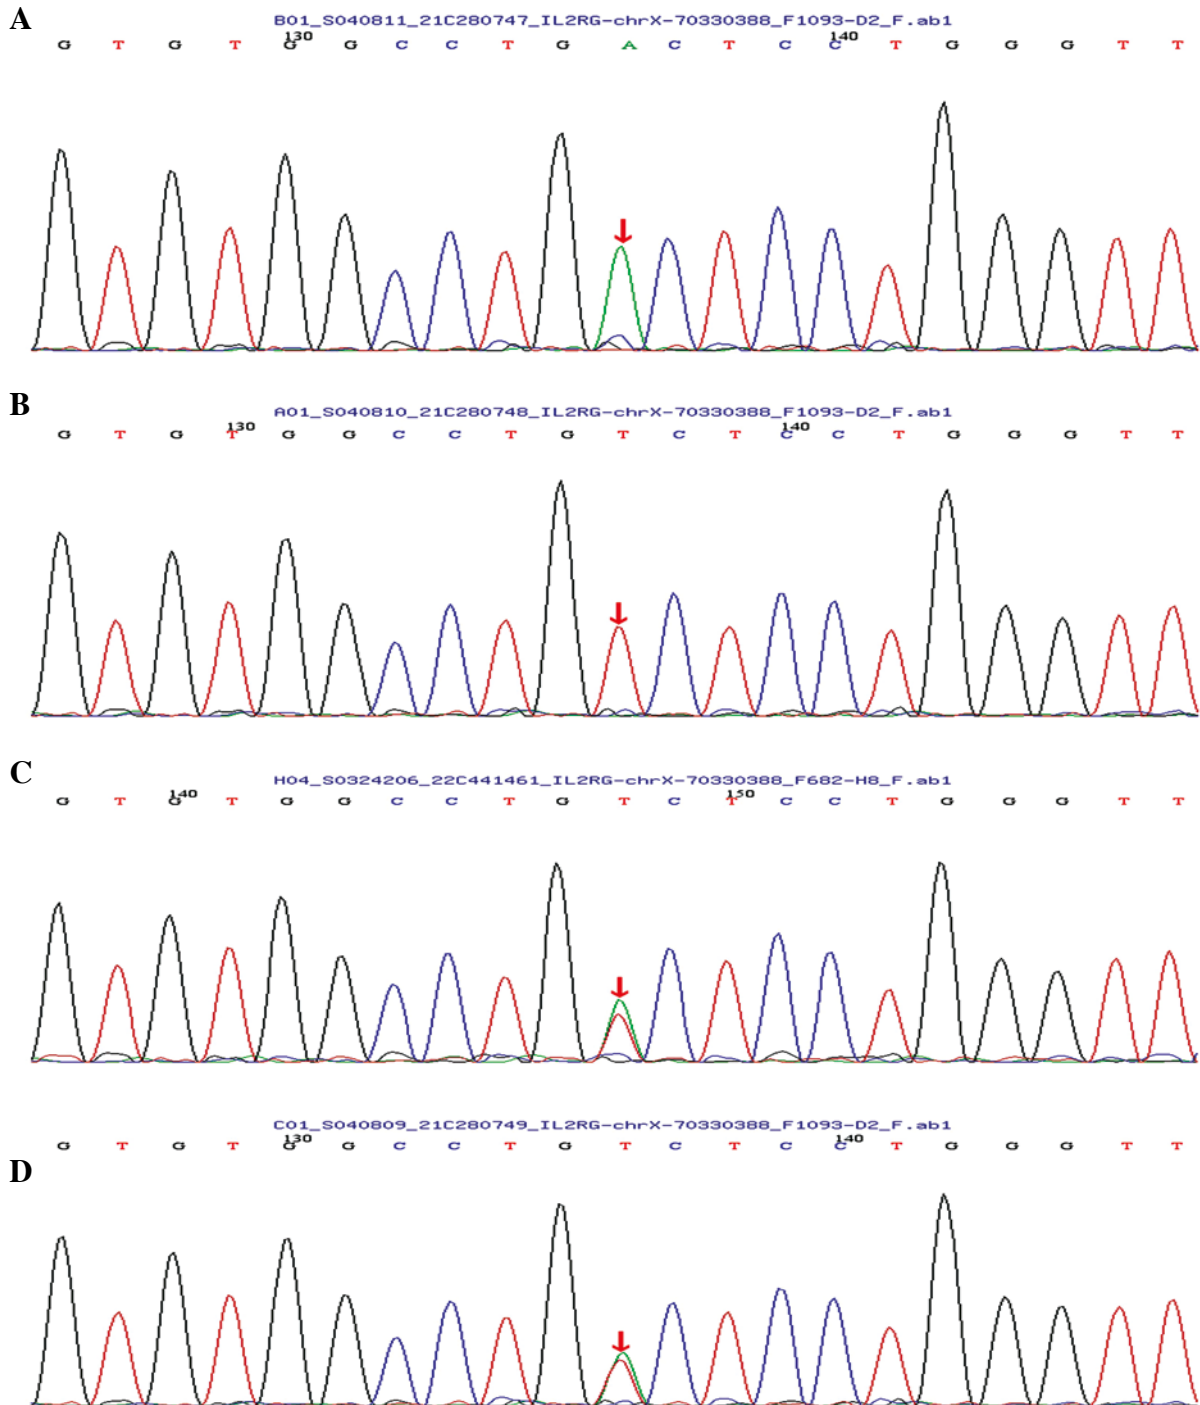 A
B01_S040811_21C280747_IL2RG-chrX-70330388_F1093-D2_F.ab1
130 140
G T G T G G C C T G A C T C C T G G G T T
B
A01_S040810_21C280748_IL2RG-chrX-70330388_F1093-D2_F.ab1
130 140
G T G T G G C C T G T C T C C T G G G T T
C
H04_S0324206_22C441461_IL2RG-chrX-70330388_F682-H8_F.ab1
140 150
G T G T G G C C T G T C T C C T G G G T T
C01_S040809_21C280749_IL2RG-chrX-70330388_F1093-D2_F.ab1
130 140
G T G T G G C C T G T C T C C T G G G T T
D